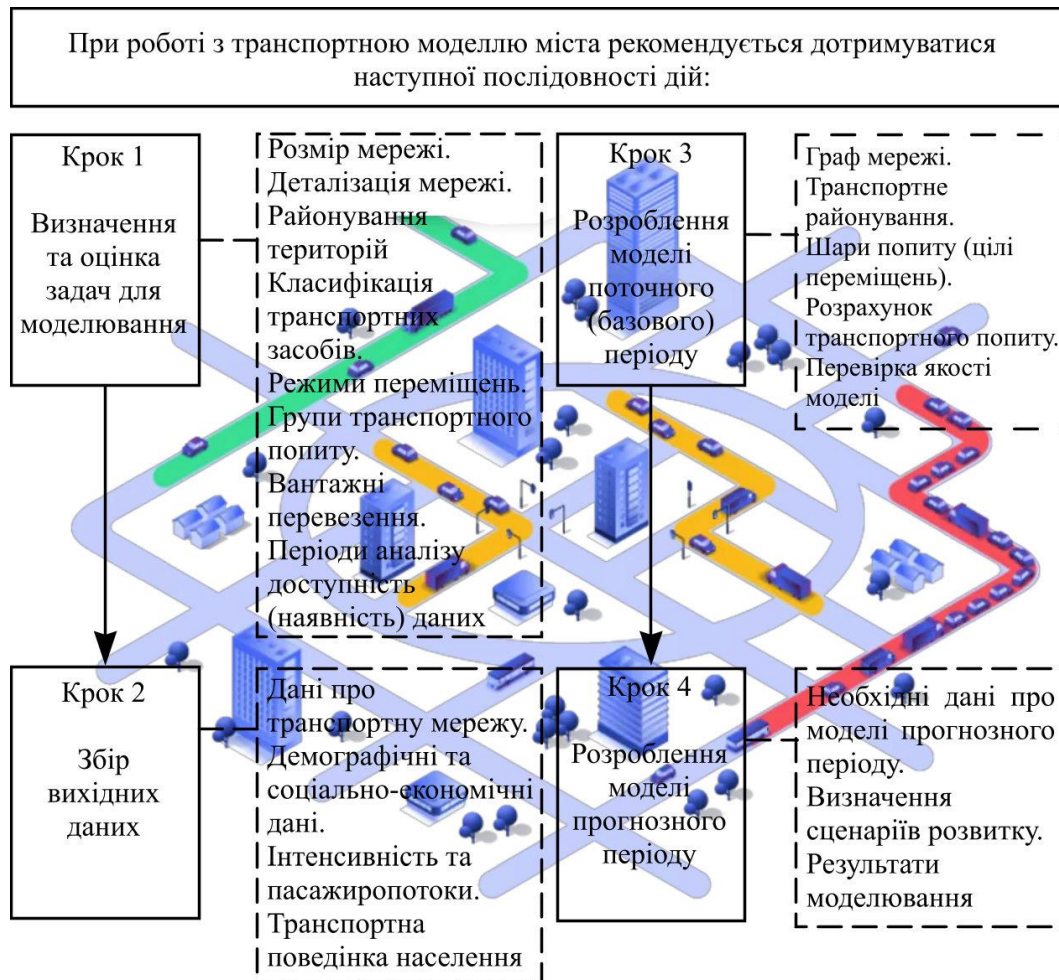 При роботі з транспортною моделлю міста рекомендується дотримуватися
наступної послідовності дій:
Крок 1
Визначення
та оцінка
задач для
моделювання
Розмір мережі.
Деталізація мережі.
Районування
територій
Класифікація
транспортних
засобів.
Режими переміщень.
Групи транспортного
попиту.
Вантажні
перевезення.
Періоди аналізу
доступність
(наявність) даних
Крок 2
Збір
вихідних
даних
Дані про
транспортну мережу.
Демографічні та
соціально-економічні
дані.
Інтенсивність та
пасажиропотоки.
Транспортна
поведінка населення
Крок 3
Розроблення
моделі
поточного
(базового)
періоду
Граф мережі.
Транспортне
районування.
Шари попиту (цілі
переміщень).
Розрахунок
транспортного попиту.
Перевірка якості
моделі
Крок 4
Розроблення
моделі
прогнозного
періоду
Необхідні дані про
моделі прогнозного
періоду.
Визначення
сценаріїв розвитку.
Результати
моделювання